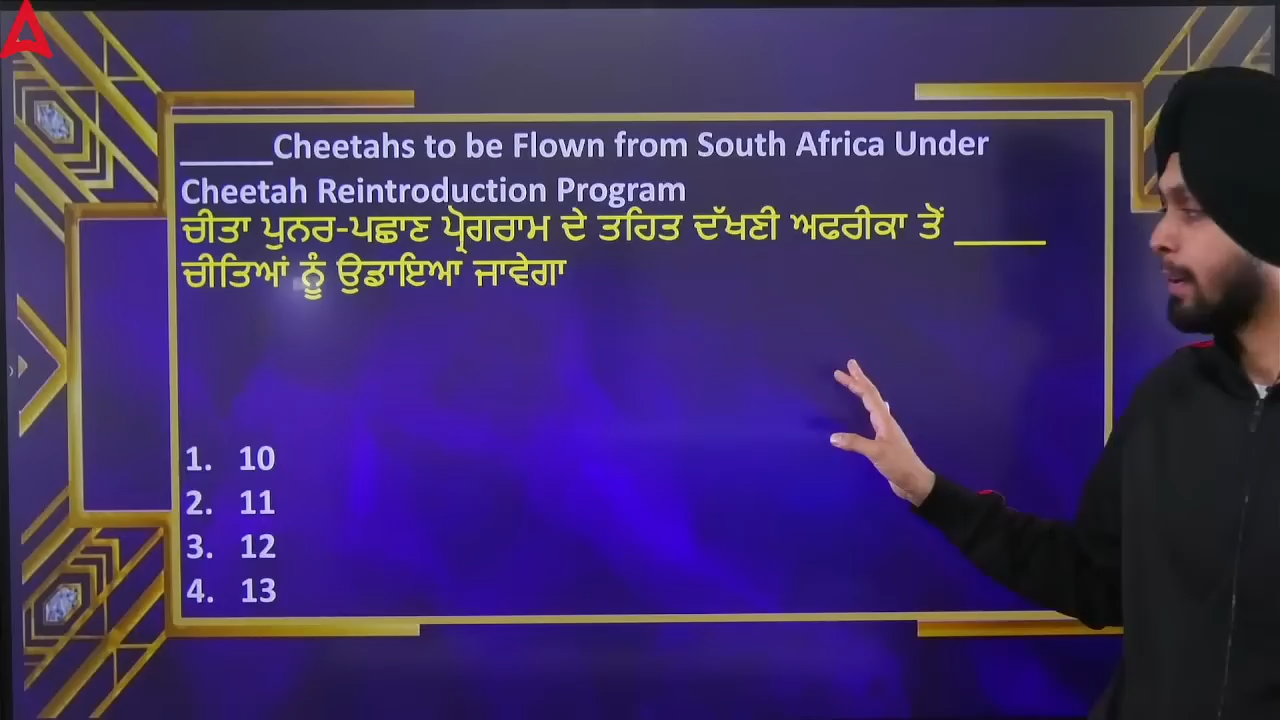 _____Cheetahs to be Flown from South Africa Under
Cheetah Reintroduction Program
ਚੀਤਾ ਪੁਨਰ-ਪਛਾਣ ਪ੍ਰੋਗਰਾਮ ਦੇ ਤਹਿਤ ਦੱਖਣੀ ਅਫਰੀਕਾ ਤੋਂ _____
ਚੀਤਿਆਂ ਨੂੰ ਉਡਾਇਆ ਜਾਵੇਗਾ
1. 10
2. 11
3. 12
4. 13